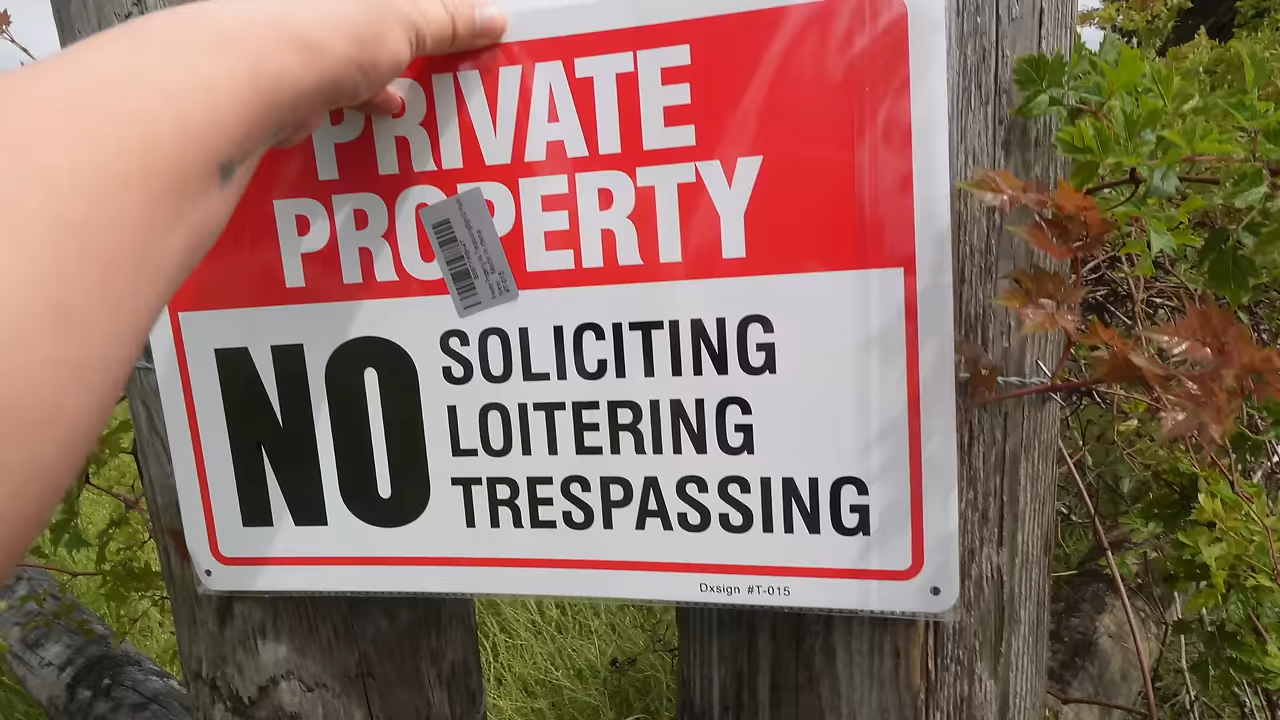 PRIVATE
PROPERTY
NO
SOLICITING
LOITERING
TRESPASSING
Dxsign #T-015